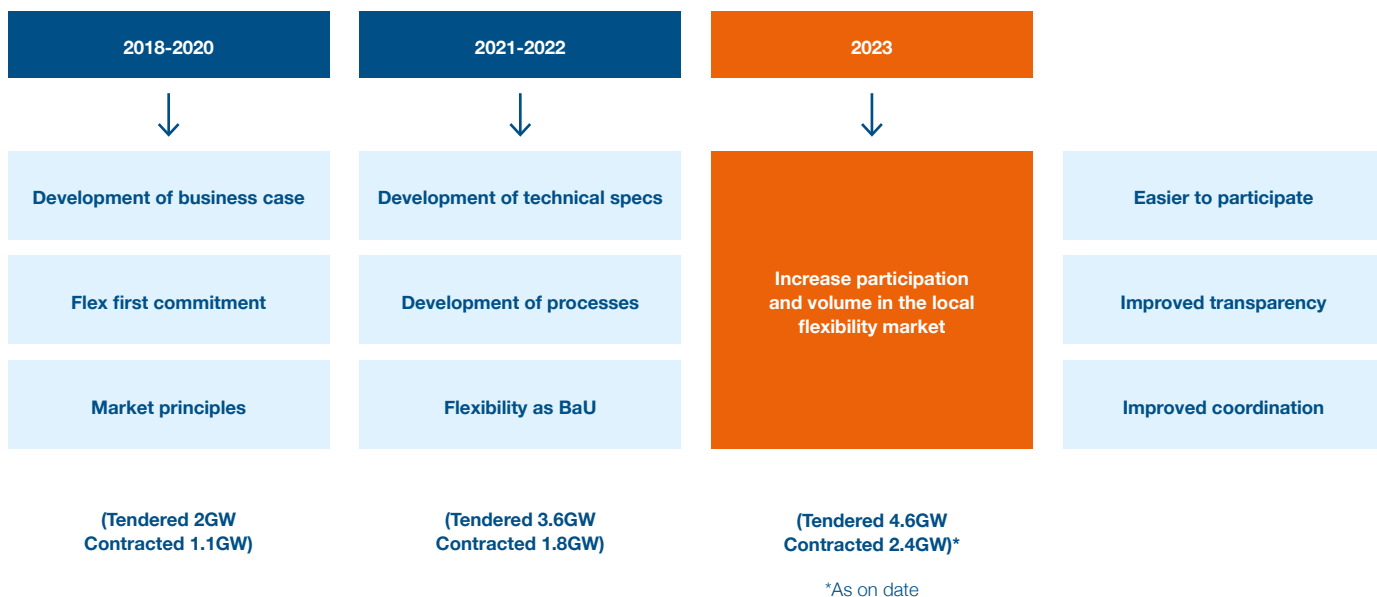 2018-2020
2021-2022
2023
Development of business case
Development of technical specs
Increase participation
and volume in the local
flexibility market
Easier to participate
Flex first commitment
Development of processes
Improved transparency
Market principles
Flexibility as BaU
Improved coordination
(Tendered 2GW
Contracted 1.1GW)
(Tendered 3.6GW
Contracted 1.8GW)
(Tendered 4.6GW
Contracted 2.4GW)*
*As on date